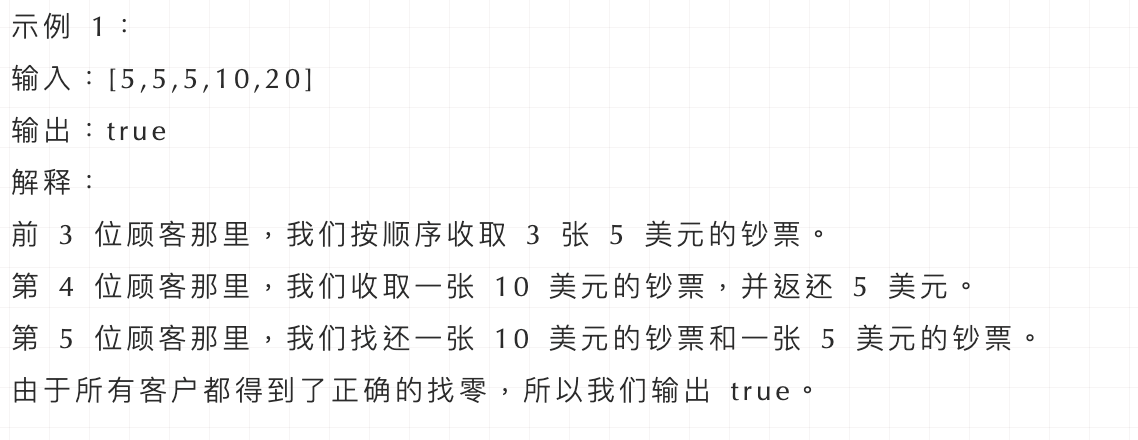 示例 1：
输入：[5,5,5,10,20]
输出：true
解释：
前 3 位顾客那里，我们按顺序收取 3 张 5 美元的钞票。
第 4 位顾客那里，我们收取一张 10 美元的钞票，并返还 5 美元。
第 5 位顾客那里，我们找还一张 10 美元的钞票和一张 5 美元的钞票。
由于所有客户都得到了正确的找零，所以我们输出 true。